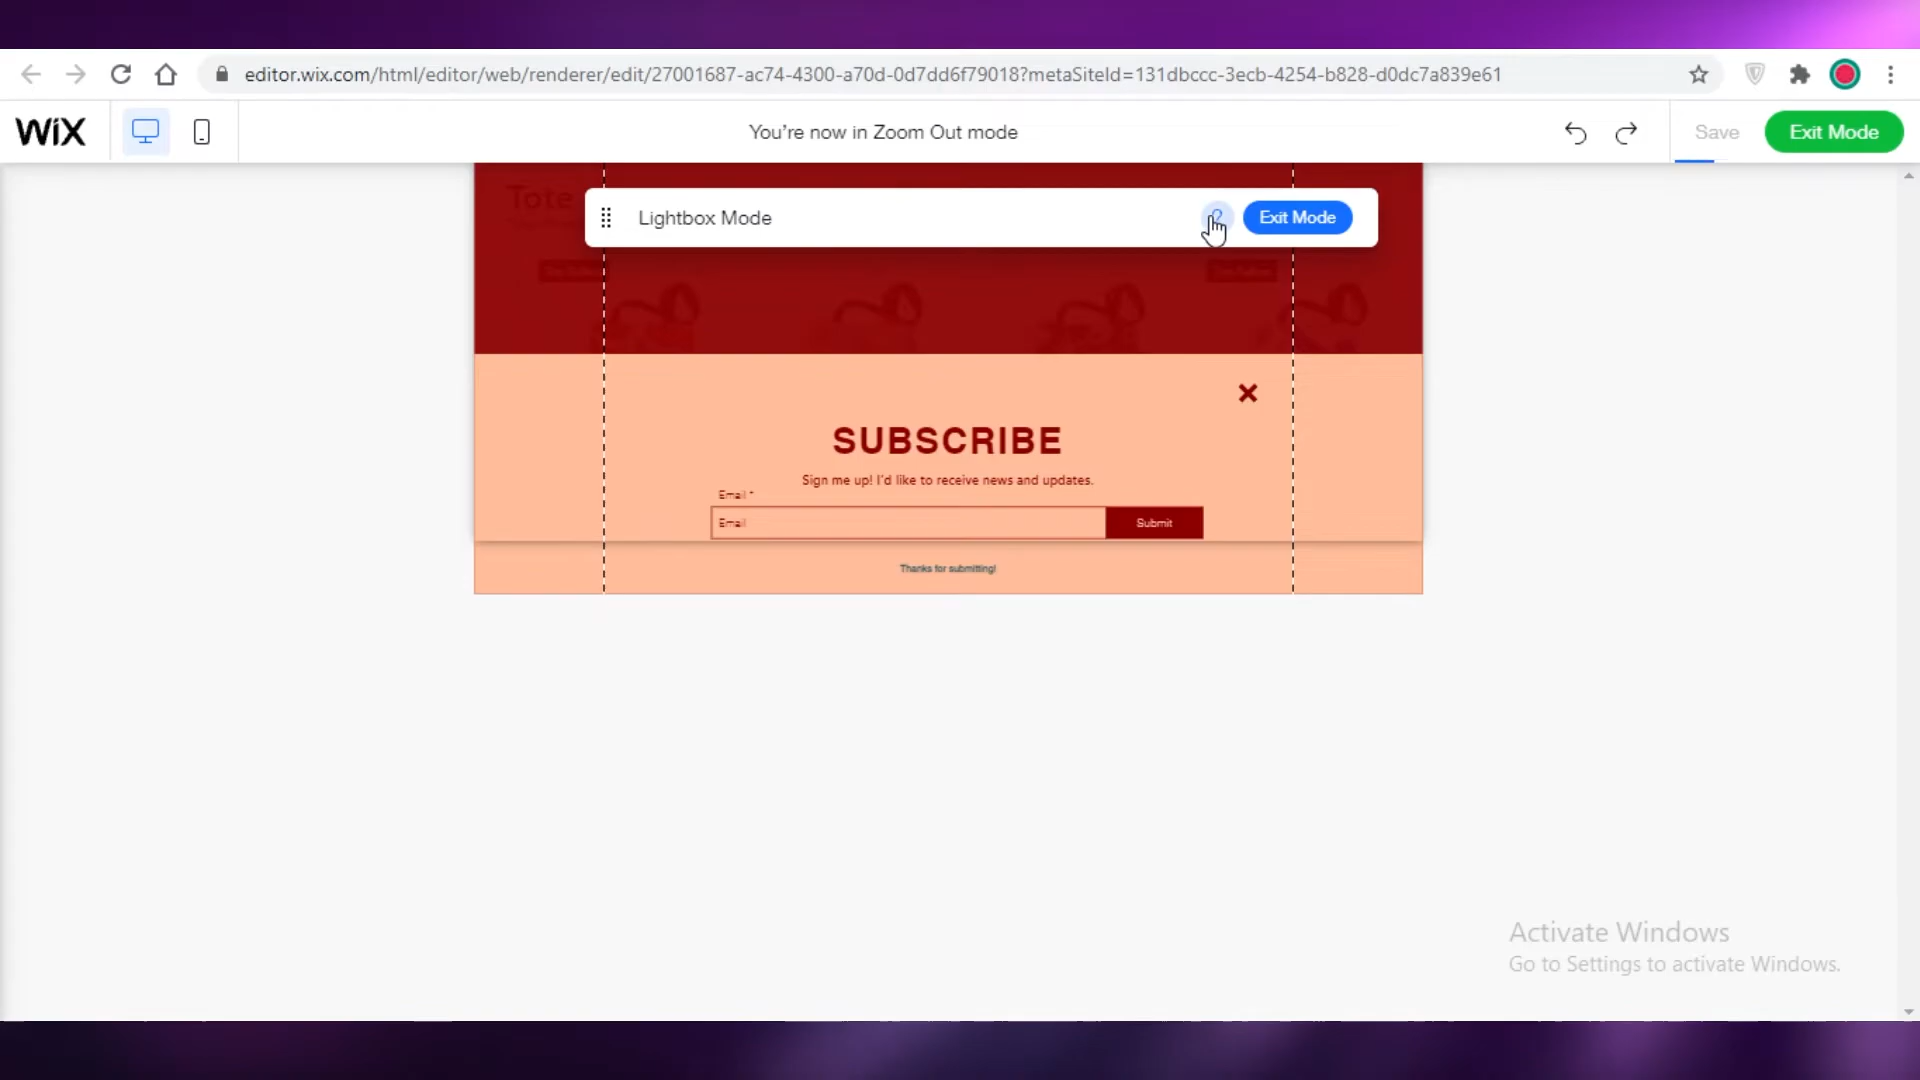 editor.wix.com/html/editor/web/renderer/edit/27001687-ac74-4300-a70d-0d7dd6f79018?metaSiteId=131dbccc-3ecb-4254-b828-d0dc7a839e61
WiX
You're now in Zoom Out mode
Save
Exit Mode
Tote
Lightbox Mode
?
Exit Mode
SUBSCRIBE
Sign me up! I'd like to receive news and updates.
Email *
Email
Submit
Thanks for submitting!
Activate Windows
Go to Settings to activate Windows.